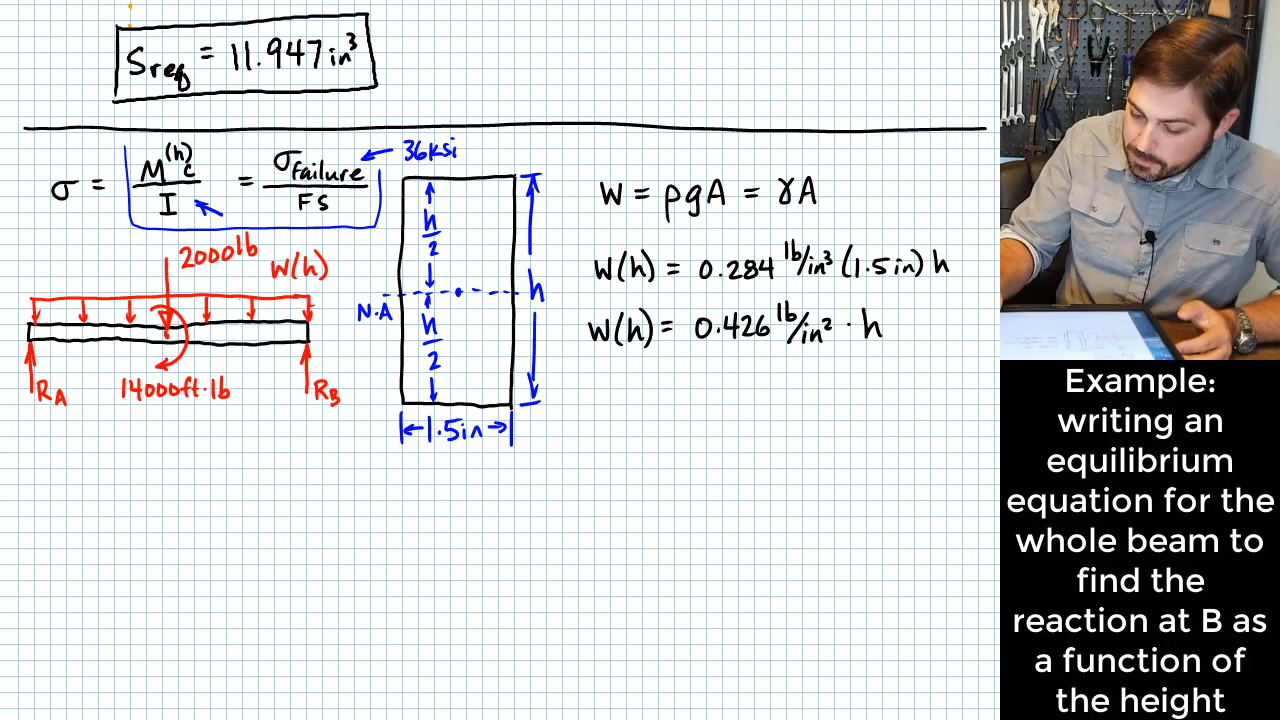 Sreq = 11.947 in³
σ = M(h)c / I = σfailure / FS
36ksi
W = ρgA = γA
W(h) = 0.284 lb/in³ (1.5in) h
W(h) = 0.426 lb/in² · h
2000lb
W(h)
RA
14000ft·lb
RB
h/2
N.A
h/2
h
1.5in
Example:
writing an
equilibrium
equation for the
whole beam to
find the
reaction at B as
a function of
the height